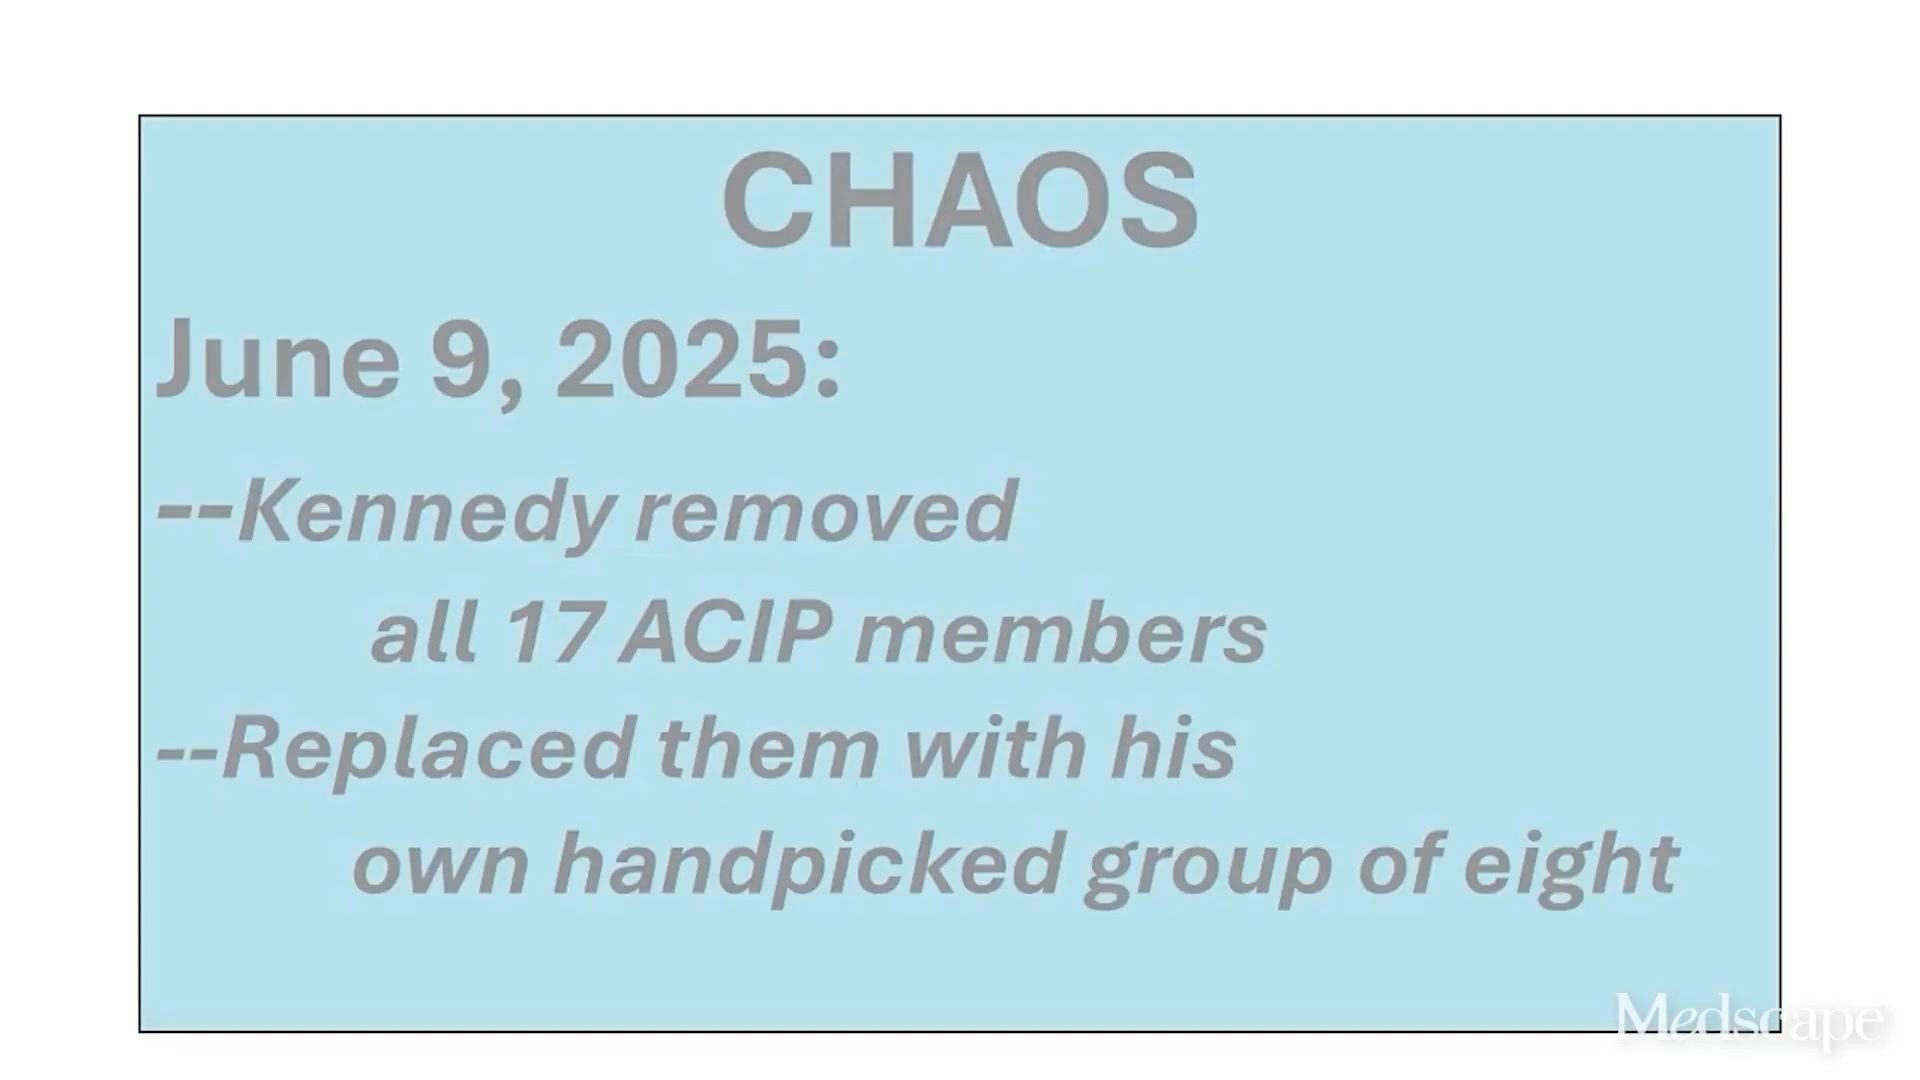 CHAOS
June 9, 2025:
--Kennedy removed
all 17 ACIP members
--Replaced them with his
own handpicked group of eight
Medscape